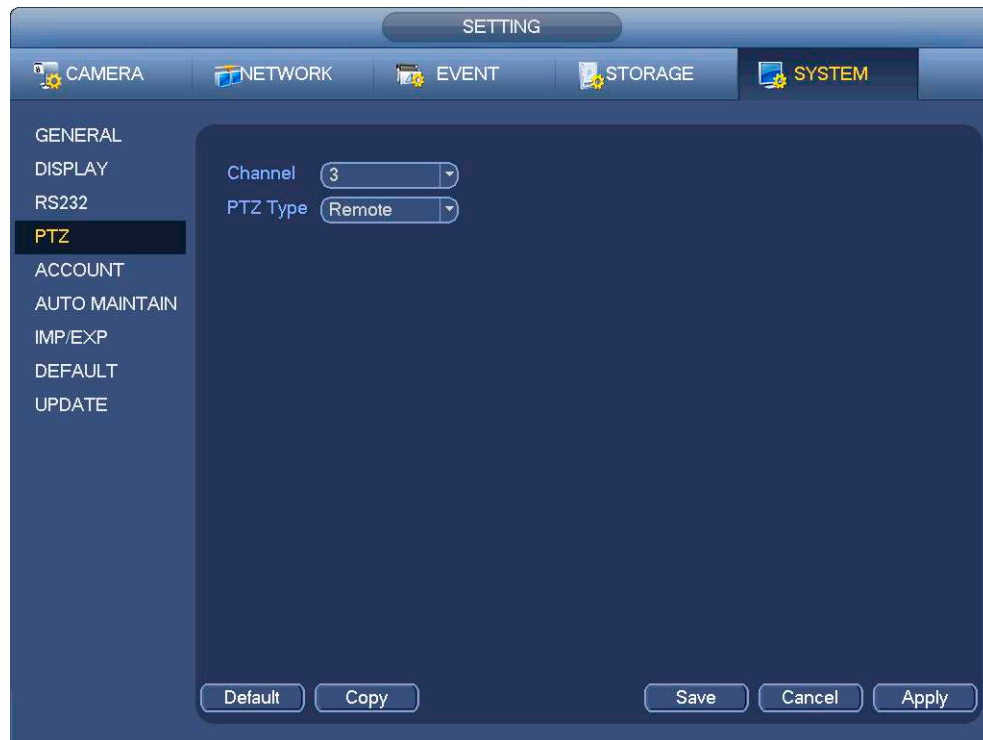 SETTING
CAMERA NETWORK EVENT STORAGE SYSTEM
GENERAL
DISPLAY
RS232
PTZ
ACCOUNT
AUTO MAINTAIN
IMP/EXP
DEFAULT
UPDATE
Channel 3
PTZ Type Remote
Default Copy Save Cancel Apply